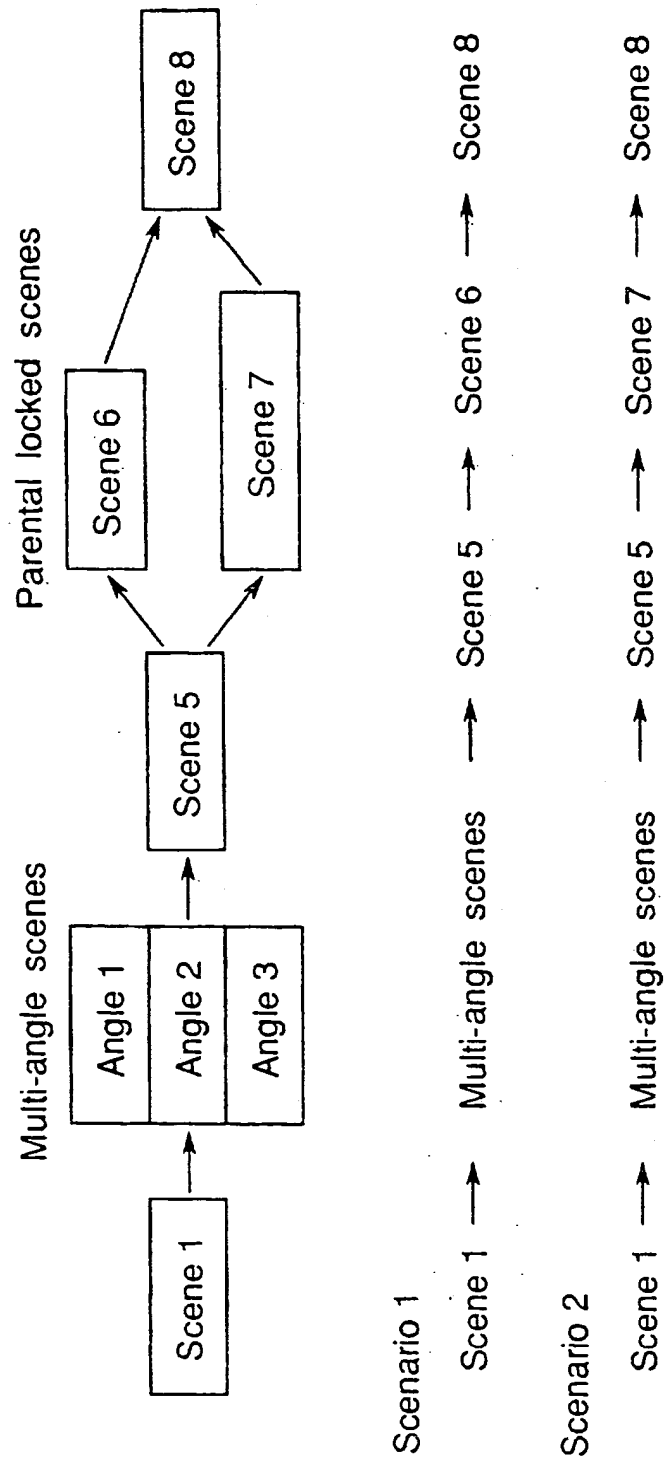 Multi-angle scenes
Parental locked scenes
Scene 1
Angle 1
Angle 2
Angle 3
Scene 5
Scene 6
Scene 7
Scene 8
Scenario 1
Scene 1 → Multi-angle scenes → Scene 5 → Scene 6 → Scene 8
Scenario 2
Scene 1 → Multi-angle scenes → Scene 5 → Scene 7 → Scene 8